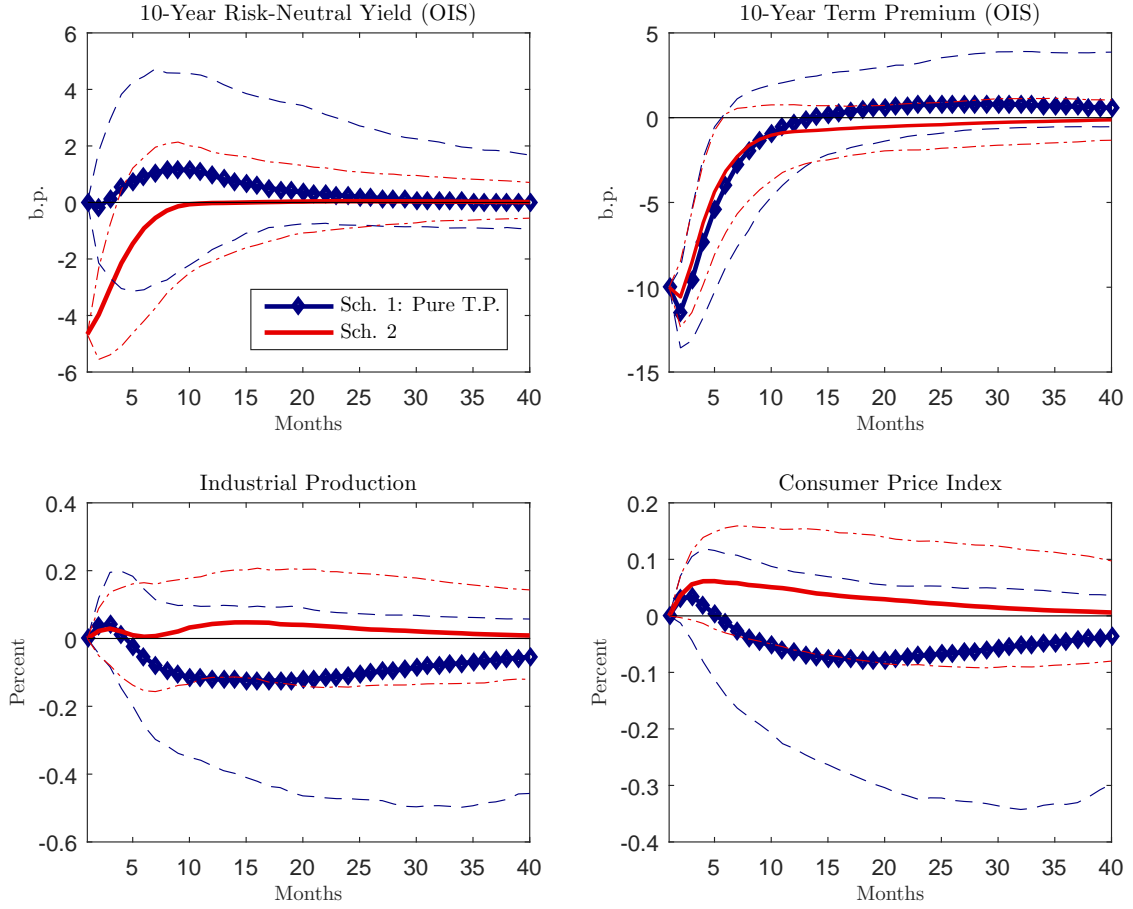 10-Year Risk-Neutral Yield (OIS)
6
4
2
0
-2
-4
-6
b.p.
5 10 15 20 25 30 35 40
Months
Sch. 1: Pure T.P.
Sch. 2
10-Year Term Premium (OIS)
5
0
-5
-10
-15
b.p.
5 10 15 20 25 30 35 40
Months
Industrial Production
0.4
0.2
0
-0.2
-0.4
-0.6
Percent
5 10 15 20 25 30 35 40
Months
Consumer Price Index
0.2
0.1
0
-0.1
-0.2
-0.3
-0.4
Percent
5 10 15 20 25 30 35 40
Months